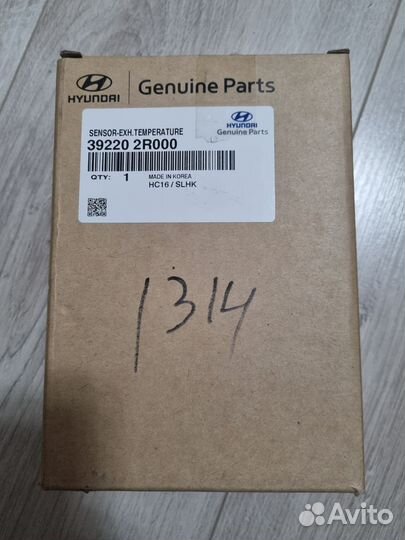 HYUNDAI
Genuine Parts
SENSOR-EXH.TEMPERATURE
39220 2R000
HYUNDAI
Genuine Parts
QTY: 1
MADE IN KOREA
HC16 / SLHK
1314
Avito